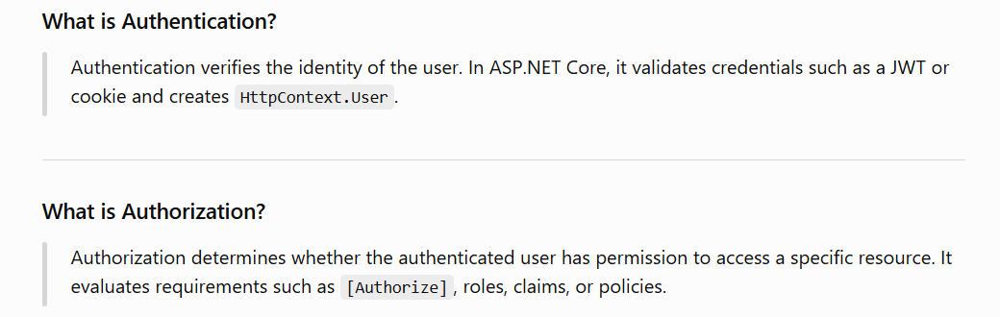 What is Authentication?
Authentication verifies the identity of the user. In ASP.NET Core, it validates credentials such as a JWT or
cookie and creates HttpContext.User.
What is Authorization?
Authorization determines whether the authenticated user has permission to access a specific resource. It
evaluates requirements such as [Authorize], roles, claims, or policies.